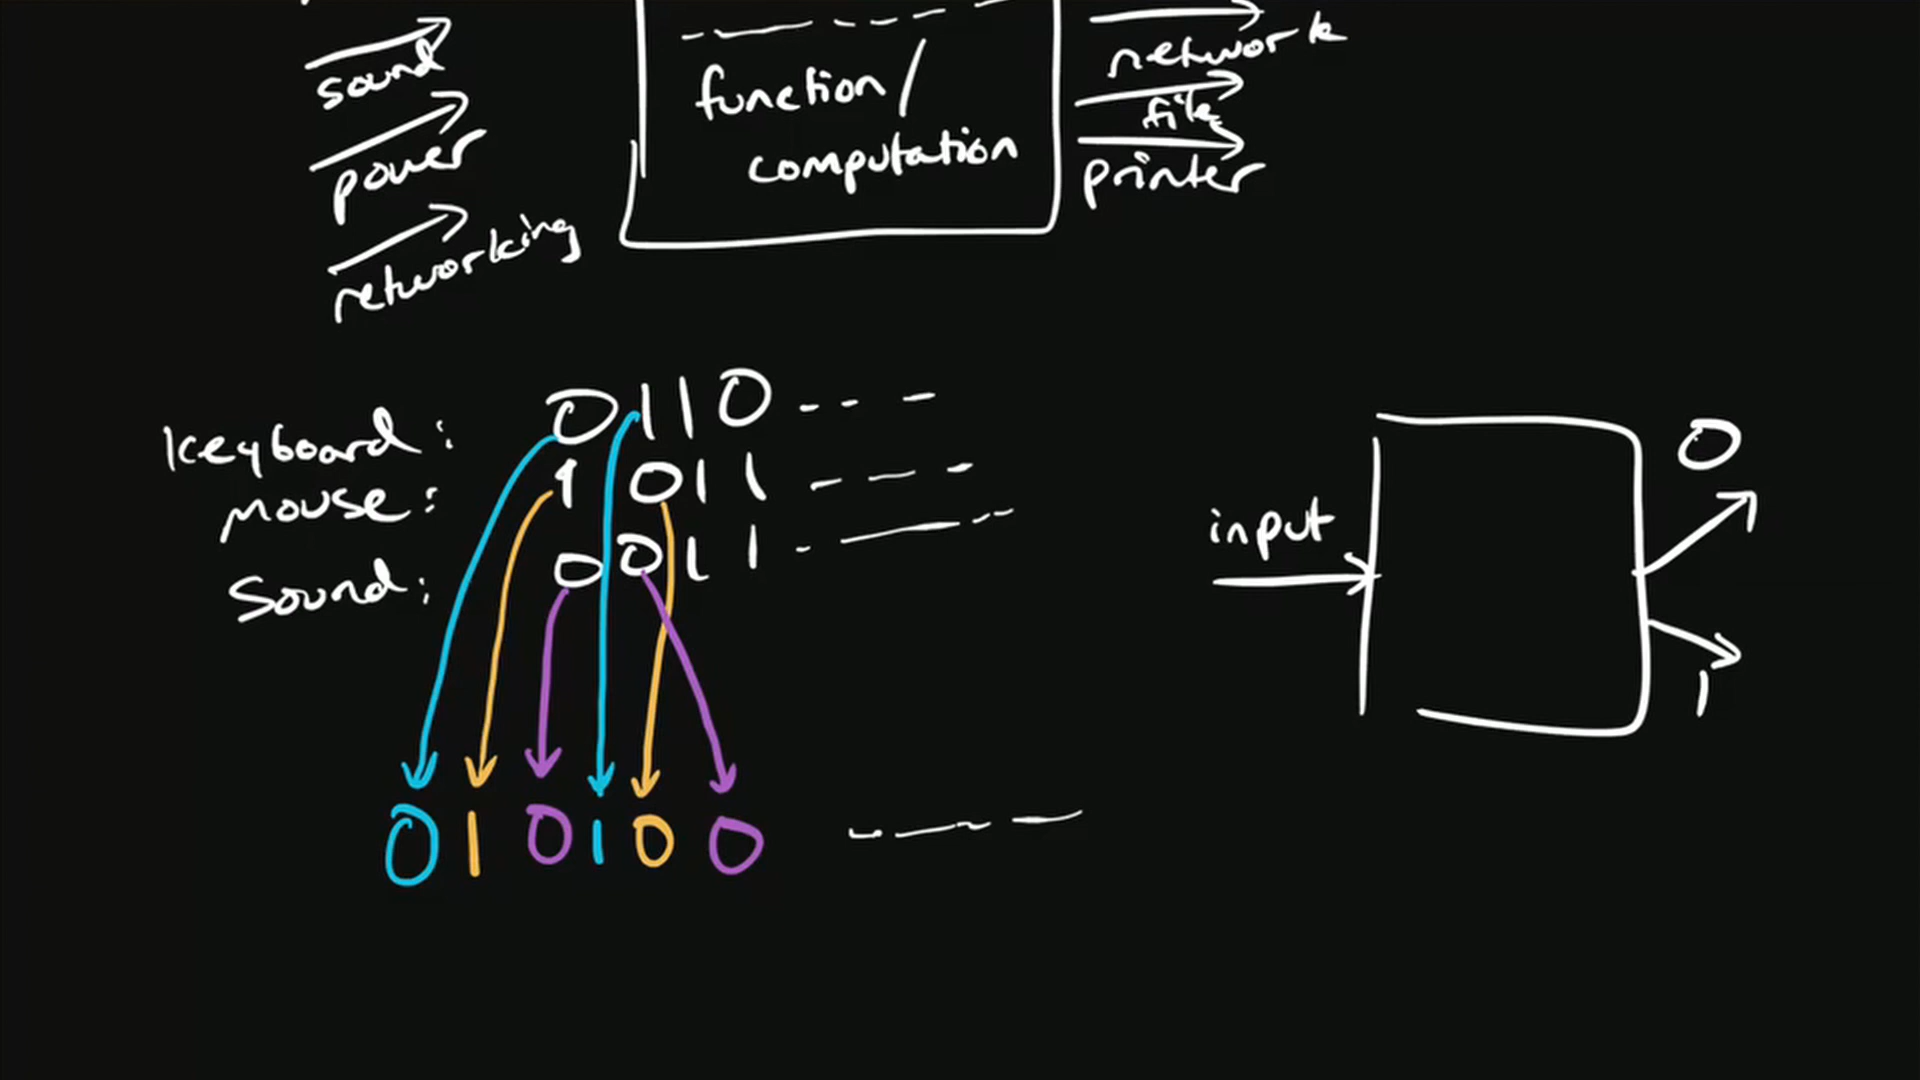 sound
power
networking
function/
computation
network
file
printer
keyboard: 0110---
mouse: 1011---
Sound: 0011---
010100 ----
input
0
1